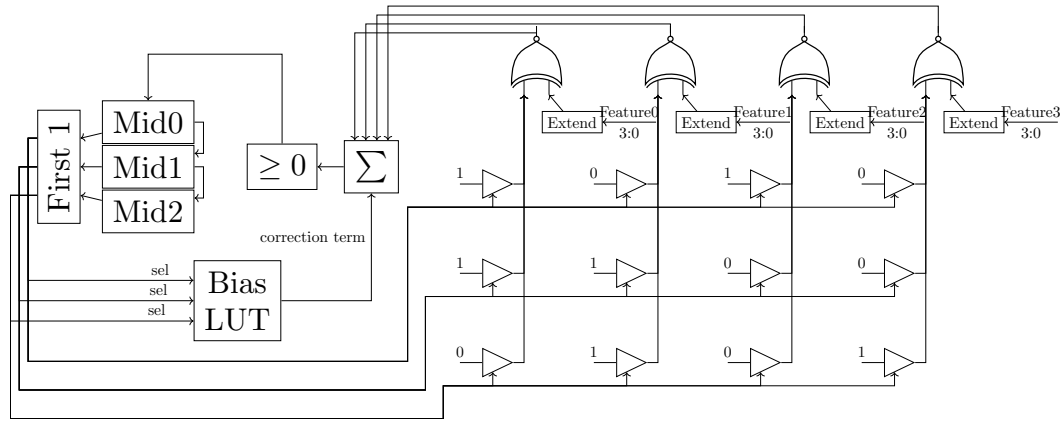 Feature0
3:0
Extend
Feature1
3:0
Extend
Feature2
3:0
Extend
Feature3
3:0
Extend
First 1
Mid0
Mid1
Mid2
≥ 0
∑
1
0
1
0
correction term
sel
sel
sel
Bias
LUT
1
1
0
0
0
1
0
1